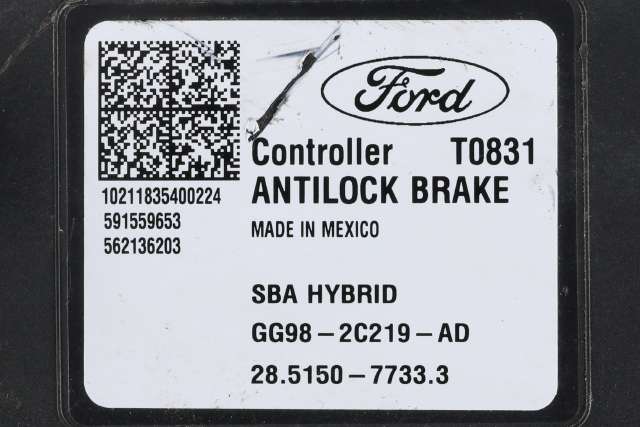 Ford
Controller T0831
ANTILOCK BRAKE
MADE IN MEXICO
10211835400224
591559653
562136203
SBA HYBRID
GG98-2C219-AD
28.5150-7733.3